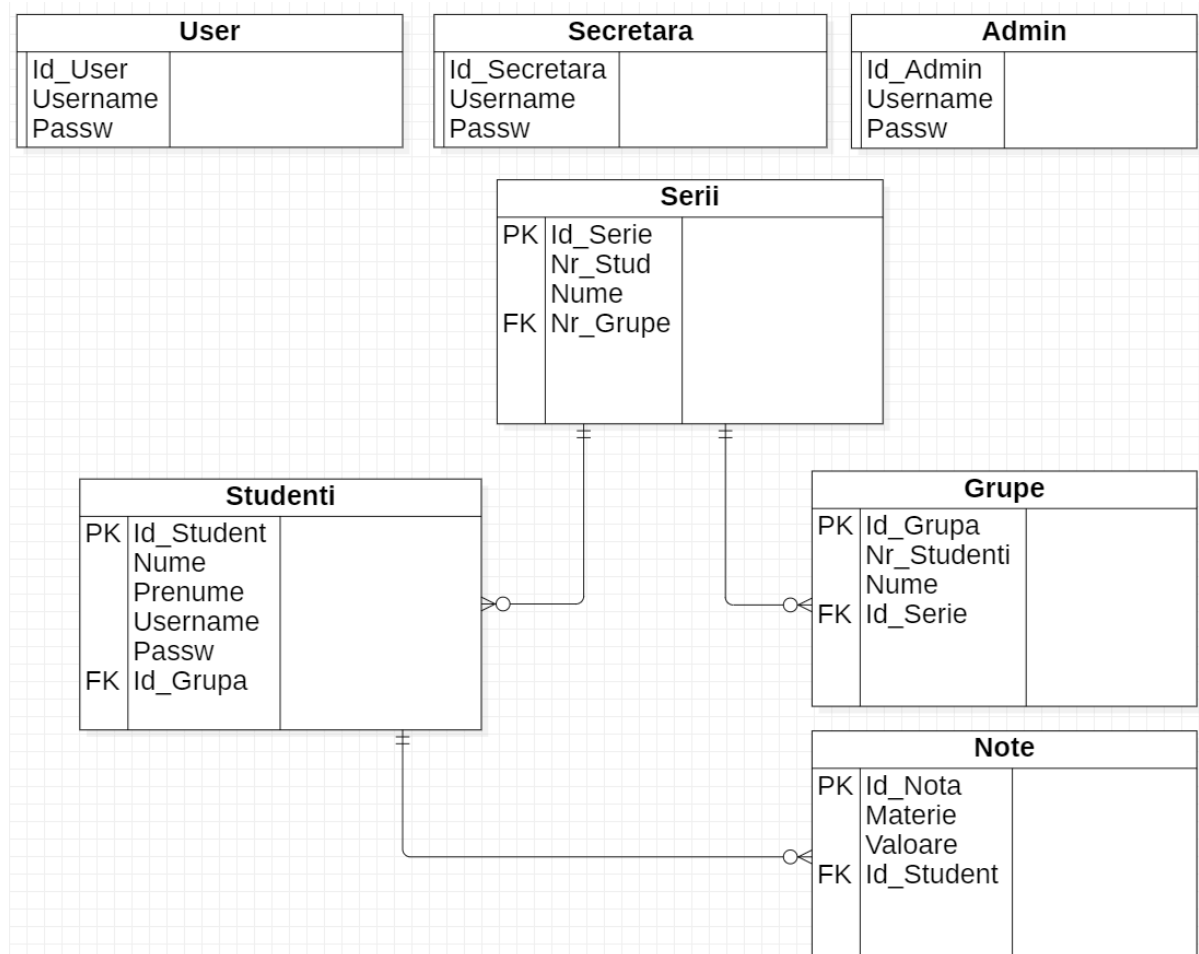 User
Id_User
Username
Passw
Secretara
Id_Secretara
Username
Passw
Admin
Id_Admin
Username
Passw
Serii
PK Id_Serie
Nr_Stud
Nume
FK Nr_Grupe
Studenti
PK Id_Student
Nume
Prenume
Username
Passw
FK Id_Grupa
Grupe
PK Id_Grupa
Nr_Studenti
Nume
FK Id_Serie
Note
PK Id_Nota
Materie
Valoare
FK Id_Student